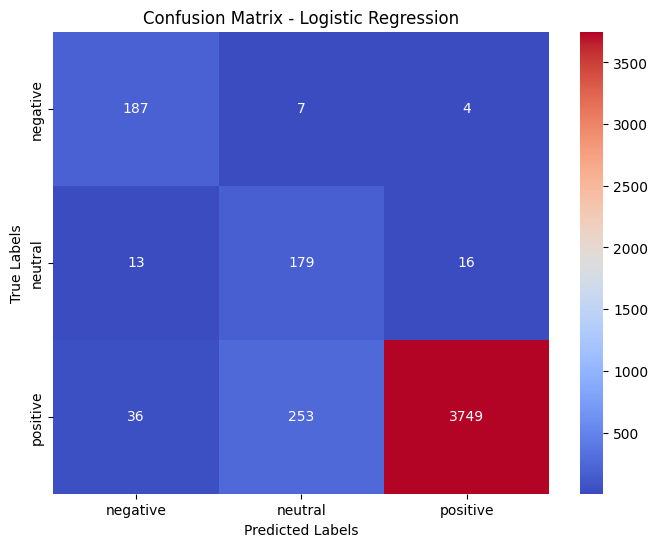 Confusion Matrix - Logistic Regression
True Labels
negative
187 7 4
neutral
13 179 16
positive
36 253 3749
negative neutral positive
Predicted Labels
3500
3000
2500
2000
1500
1000
500